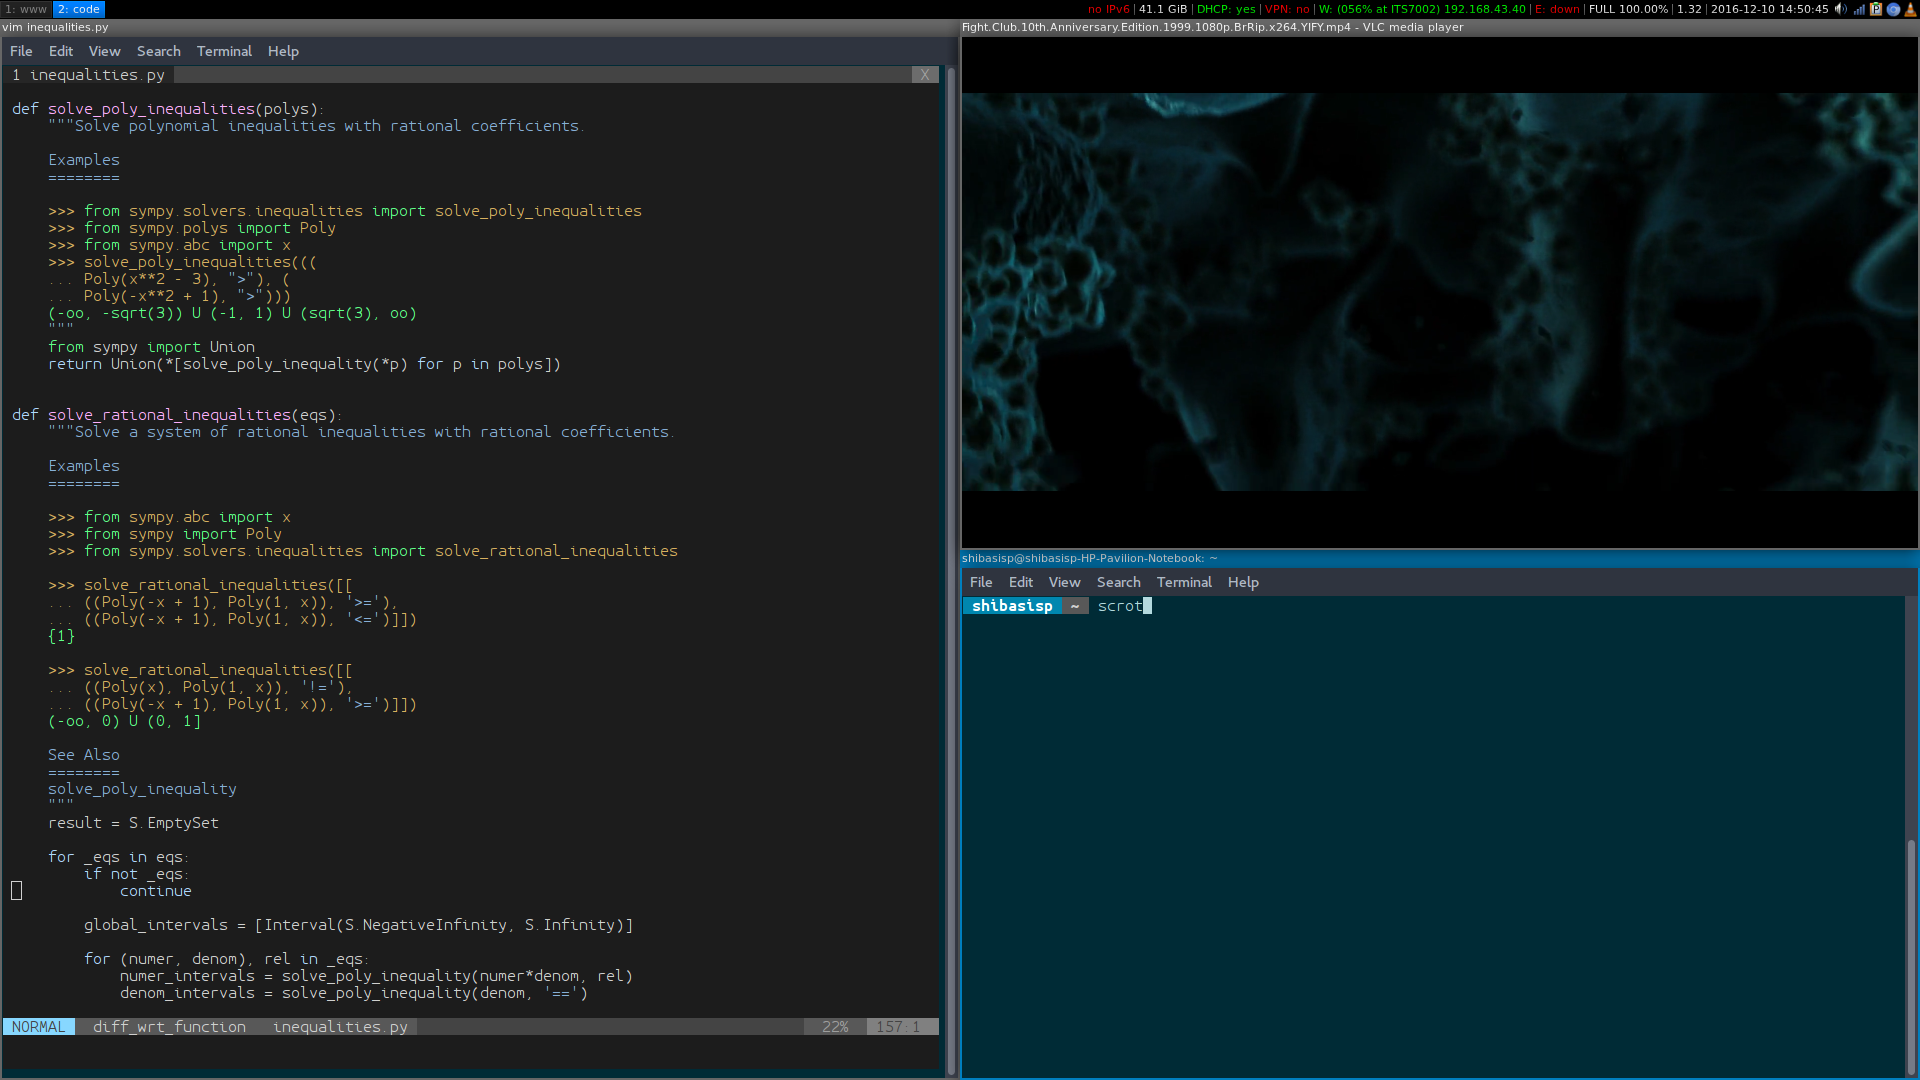 1: www 2: code
no IPv6 | 41.1 GiB | DHCP: yes | VPN: no | W: (056% at ITS7002) 192.168.43.40 | E: down | FULL 100.00% | 1.32 | 2016-12-10 14:50:45
vim inequalities.py
File Edit View Search Terminal Help
1 inequalities.py X
def solve_poly_inequalities(polys):
"""Solve polynomial inequalities with rational coefficients.
Examples
========
>>> from sympy.solvers.inequalities import solve_poly_inequalities
>>> from sympy.polys import Poly
>>> from sympy.abc import x
>>> solve_poly_inequalities(((
... Poly(x**2 - 3), ">"), (
... Poly(-x**2 + 1), ">")))
(-oo, -sqrt(3)) U (-1, 1) U (sqrt(3), oo)
"""
from sympy import Union
return Union(*[solve_poly_inequality(*p) for p in polys])
def solve_rational_inequalities(eqs):
"""Solve a system of rational inequalities with rational coefficients.
Examples
========
>>> from sympy.abc import x
>>> from sympy import Poly
>>> from sympy.solvers.inequalities import solve_rational_inequalities
>>> solve_rational_inequalities([[
... ((Poly(-x + 1), Poly(1, x)), '>='),
... ((Poly(-x + 1), Poly(1, x)), '<=')]])
{1}
>>> solve_rational_inequalities([[
... ((Poly(x), Poly(1, x)), '!='),
... ((Poly(-x + 1), Poly(1, x)), '>=')]])
(-oo, 0) U (0, 1]
See Also
========
solve_poly_inequality
"""
result = S.EmptySet
for _eqs in eqs:
if not _eqs:
continue
global_intervals = [Interval(S.NegativeInfinity, S.Infinity)]
for (numer, denom), rel in _eqs:
numer_intervals = solve_poly_inequality(numer*denom, rel)
denom_intervals = solve_poly_inequality(denom, '==')
NORMAL diff_wrt_function inequalities.py 22% 157:1
Fight.Club.10th.Anniversary.Edition.1999.1080p.BrRip.x264.YIFY.mp4 - VLC media player
shibasisp@shibasisp-HP-Pavilion-Notebook: ~
File Edit View Search Terminal Help
shibasisp ~ scrot